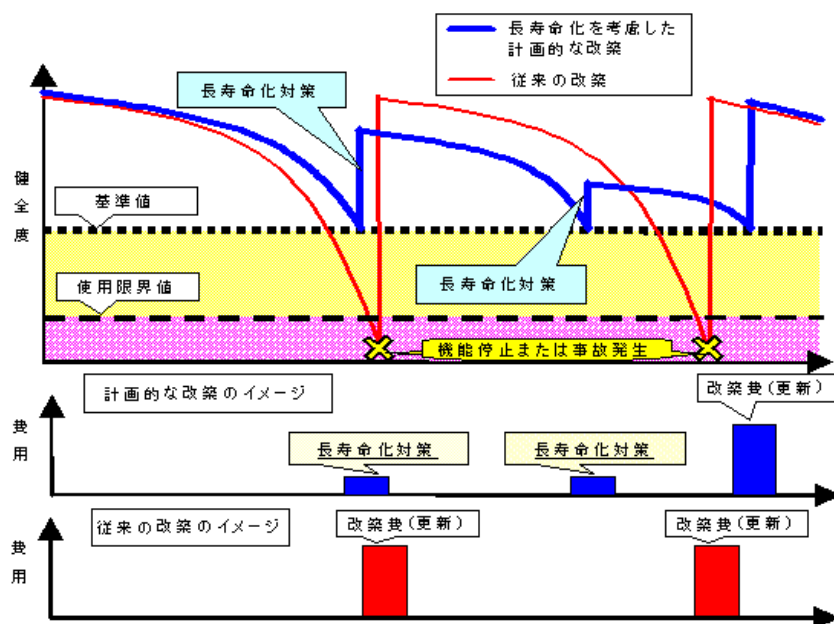 長寿命化を考慮した
計画的な改築
従来の改築
長寿命化対策
健全度
基準値
長寿命化対策
使用限界値
機能停止または事故発生
計画的な改築のイメージ
改築費(更新)
費用
長寿命化対策
長寿命化対策
従来の改築のイメージ
改築費(更新)
改築費(更新)
費用